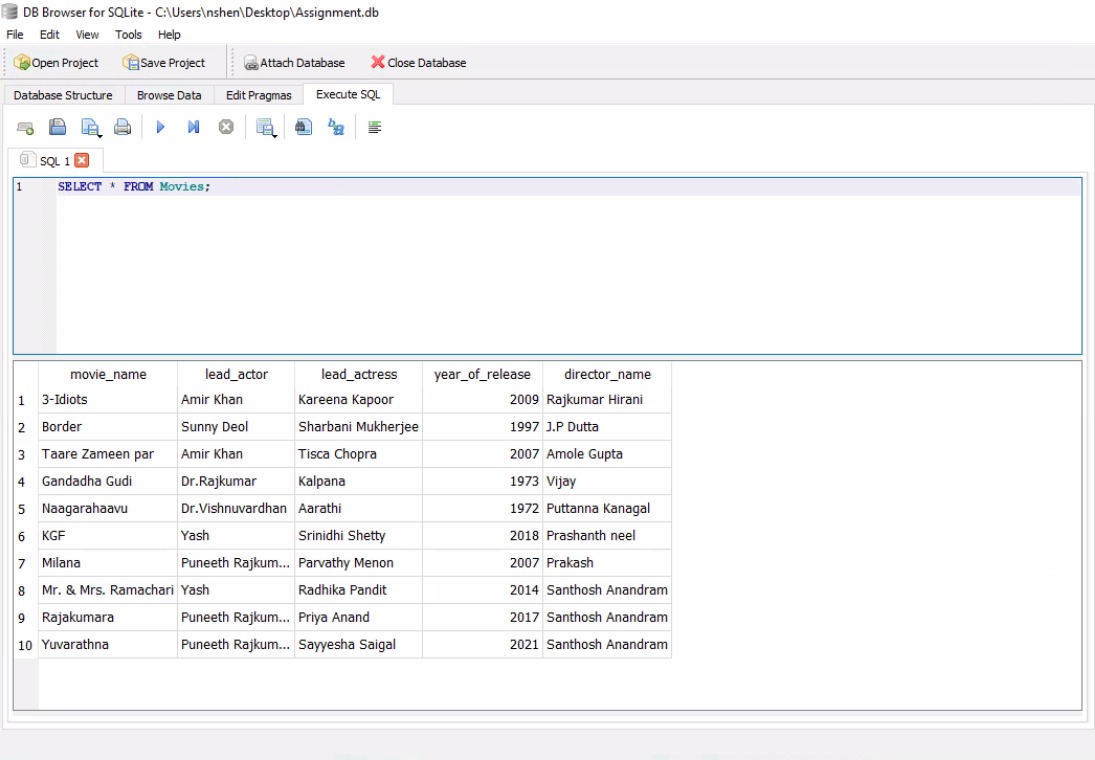 DB Browser for SQLite - C:\Users\nshen\Desktop\Assignment.db
File Edit View Tools Help
Open Project Save Project Attach Database Close Database
Database Structure Browse Data Edit Pragmas Execute SQL
SQL 1
1 SELECT * FROM Movies;
movie_name lead_actor lead_actress year_of_release director_name
1 3-Idiots Amir Khan Kareena Kapoor 2009 Rajkumar Hirani
2 Border Sunny Deol Sharbani Mukherjee 1997 J.P Dutta
3 Taare Zameen par Amir Khan Tisca Chopra 2007 Amole Gupta
4 Gandadha Gudi Dr.Rajkumar Kalpana 1973 Vijay
5 Naagarahaavu Dr.Vishnuvardhan Aarathi 1972 Puttanna Kanagal
6 KGF Yash Srinidhi Shetty 2018 Prashanth neel
7 Milana Puneeth Rajkum... Parvathy Menon 2007 Prakash
8 Mr. & Mrs. Ramachari Yash Radhika Pandit 2014 Santhosh Anandram
9 Rajakumara Puneeth Rajkum... Priya Anand 2017 Santhosh Anandram
10 Yuvarathna Puneeth Rajkum... Sayyesha Saigal 2021 Santhosh Anandram